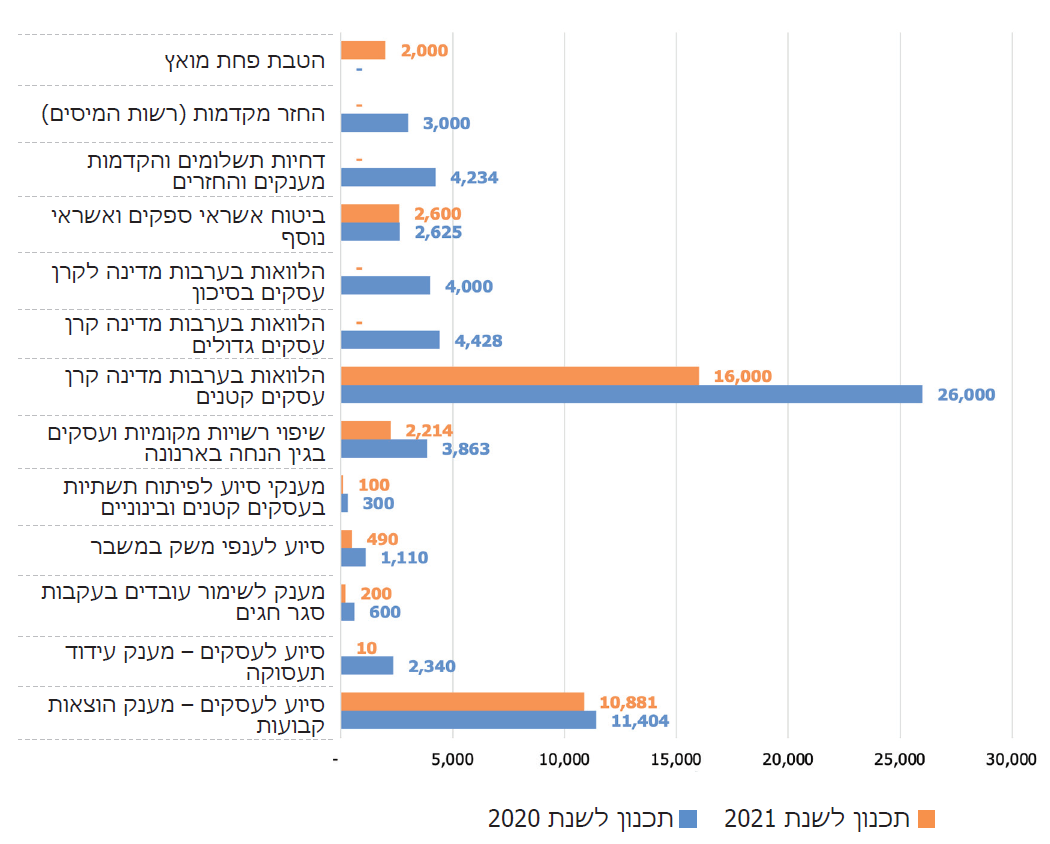 הטבת פחת מואץ
2,000
-
החזר מקדמות (רשות המיסים)
-
3,000
דחיות תשלומים והקדמות
מענקים והחזרים
-
4,234
ביטוח אשראי ספקים ואשראי
נוסף
2,600
2,625
הלוואות בערבות מדינה לקרן
עסקים בסיכון
-
4,000
הלוואות בערבות מדינה קרן
עסקים גדולים
-
4,428
הלוואות בערבות מדינה קרן
עסקים קטנים
16,000
26,000
שיפוי רשויות מקומיות ועסקים
בגין הנחה בארנונה
2,214
3,863
מענקי סיוע לפיתוח תשתיות
בעסקים קטנים ובינוניים
100
300
סיוע לענפי משק במשבר
490
1,110
מענק לשימור עובדים בעקבות
סגר חגים
200
600
סיוע לעסקים – מענק עידוד
תעסוקה
10
2,340
סיוע לעסקים – מענק הוצאות
קבועות
10,881
11,404
- 5,000 10,000 15,000 20,000 25,000 30,000
תכנון לשנת 2021 תכנון לשנת 2020